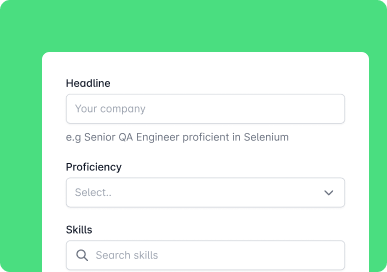 Headline
Your company
e.g Senior QA Engineer proficient in Selenium
Proficiency
Select..
Skills
Search skills